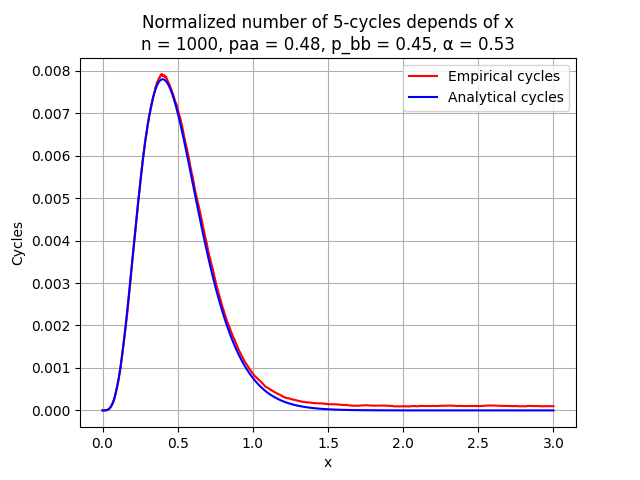 Normalized number of 5-cycles depends of x
n = 1000, paa = 0.48, p_bb = 0.45, α = 0.53
Empirical cycles
Analytical cycles
0.008
0.007
0.006
0.005
0.004
0.003
0.002
0.001
0.000
Cycles
0.0 0.5 1.0 1.5 2.0 2.5 3.0
x